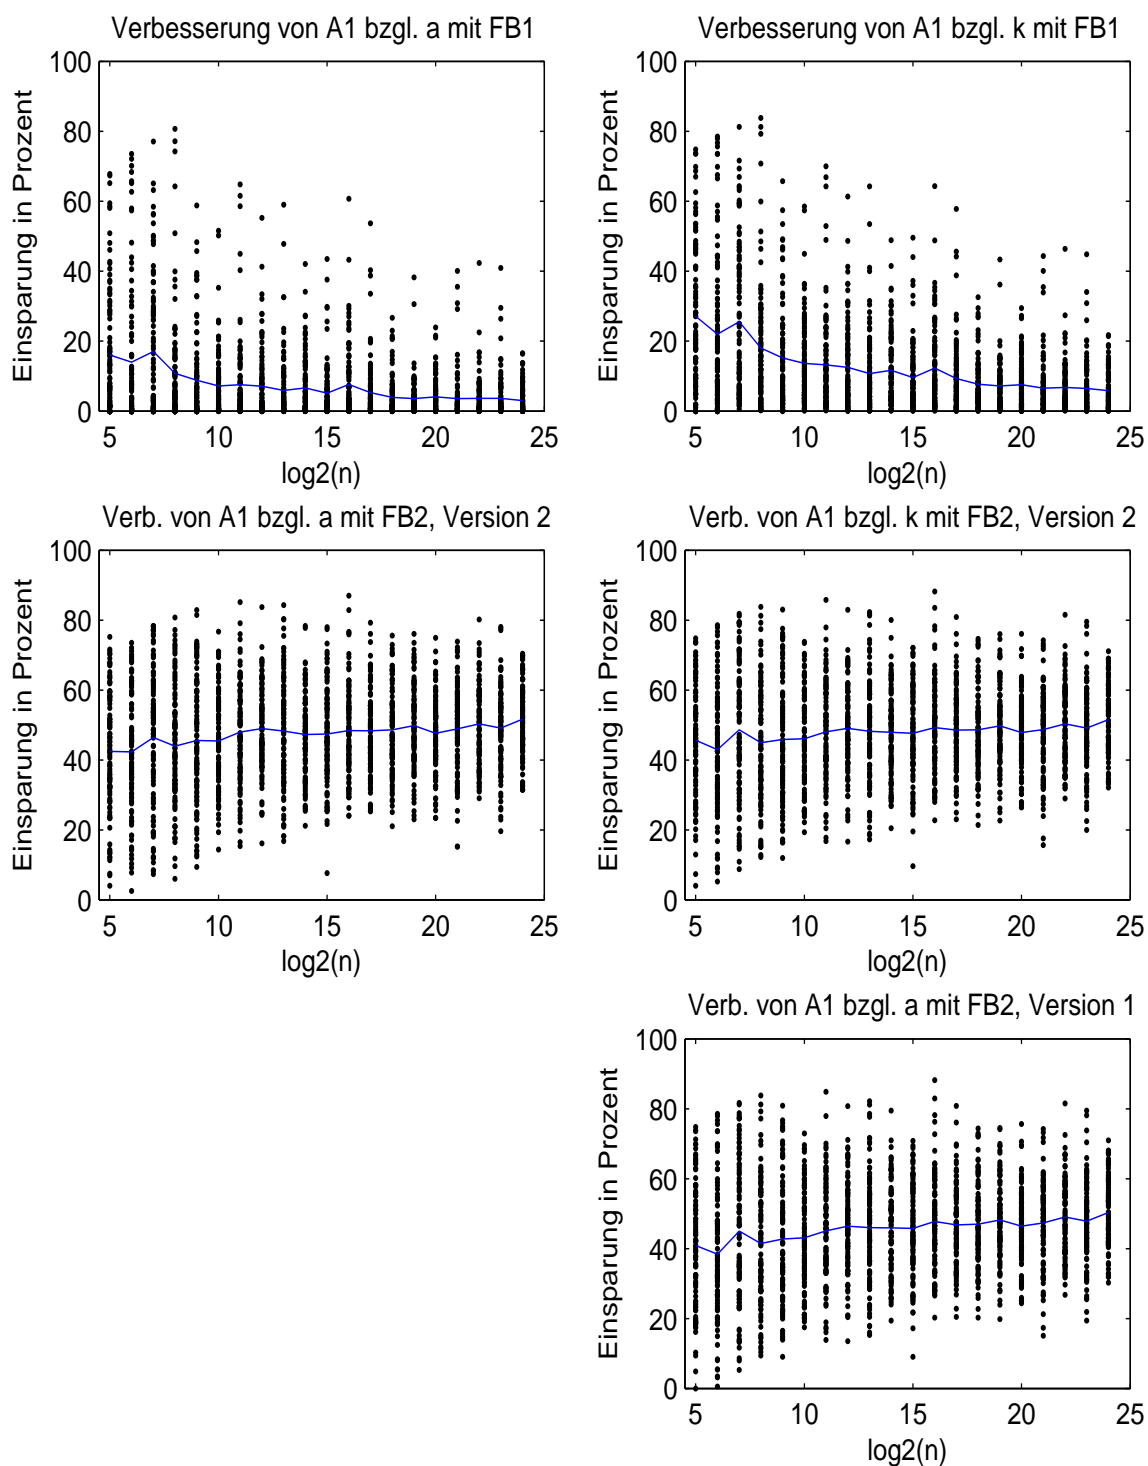 Verbesserung von A1 bzgl. a mit FB1
Einsparung in Prozent
100
80
60
40
20
0
5 10 15 20 25
log2(n)
Verbesserung von A1 bzgl. k mit FB1
Einsparung in Prozent
100
80
60
40
20
0
5 10 15 20 25
log2(n)
Verb. von A1 bzgl. a mit FB2, Version 2
Einsparung in Prozent
100
80
60
40
20
0
5 10 15 20 25
log2(n)
Verb. von A1 bzgl. k mit FB2, Version 2
Einsparung in Prozent
100
80
60
40
20
0
5 10 15 20 25
log2(n)
Verb. von A1 bzgl. a mit FB2, Version 1
Einsparung in Prozent
100
80
60
40
20
0
5 10 15 20 25
log2(n)